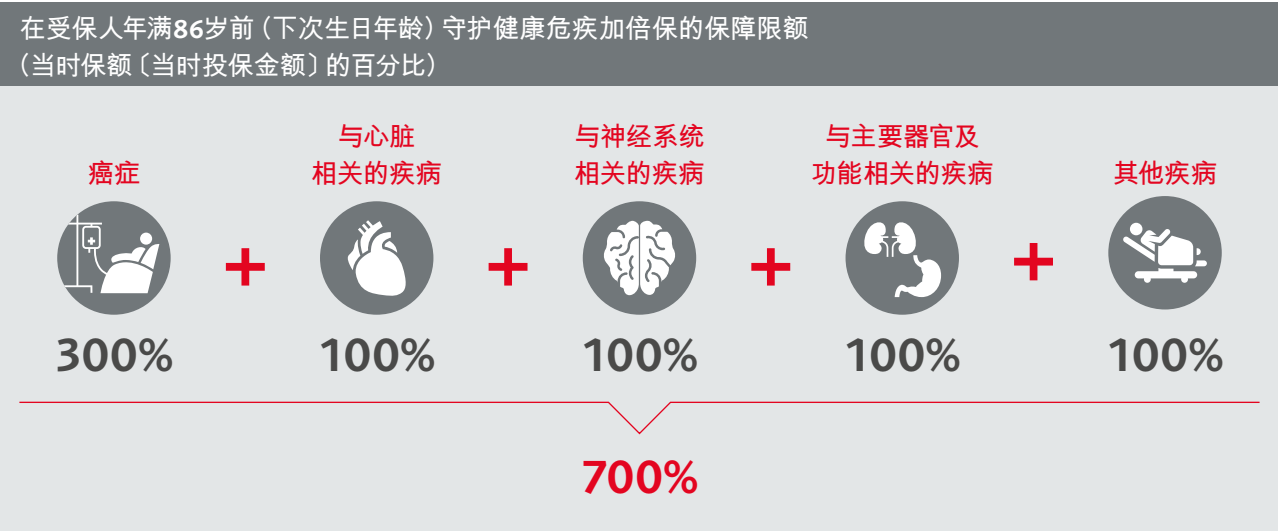 在受保人年满86岁前（下次生日年龄）守护健康危疾加倍保的保障限额
（当时保额〔当时投保金额〕的百分比）
癌症
与心脏
相关的疾病
与神经系统
相关的疾病
与主要器官及
功能相关的疾病
其他疾病
+
+
+
+
300%
100%
100%
100%
100%
700%